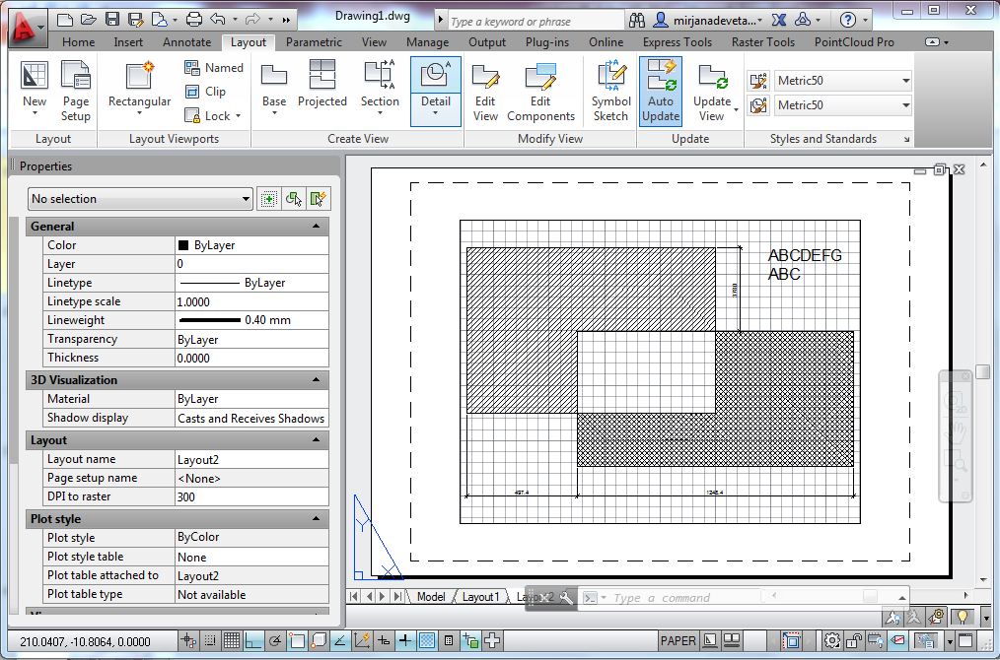 Drawing1.dwg
Type a keyword or phrase
mirjanadeveta...
Home Insert Annotate Layout Parametric View Manage Output Plug-ins Online Express Tools Raster Tools PointCloud Pro
New
Page Setup
Rectangular
Named
Clip
Lock
Base
Projected
Section
Detail
Edit View
Edit Components
Symbol Sketch
Auto Update
Update View
Metric50
Metric50
Layout Layout Viewports Create View Modify View Update Styles and Standards
Properties
No selection
General
Color ByLayer
Layer 0
Linetype ByLayer
Linetype scale 1.0000
Lineweight 0.40 mm
Transparency ByLayer
Thickness 0.0000
3D Visualization
Material ByLayer
Shadow display Casts and Receives Shadows
Layout
Layout name Layout2
Page setup name <None>
DPI to raster 300
Plot style
Plot style ByColor
Plot style table None
Plot table attached to Layout2
Plot table type Not available
ABCDEFG
ABC
497.4
Y
X
Model Layout1
Type a command
210.0407, -10.8064, 0.0000
PAPER